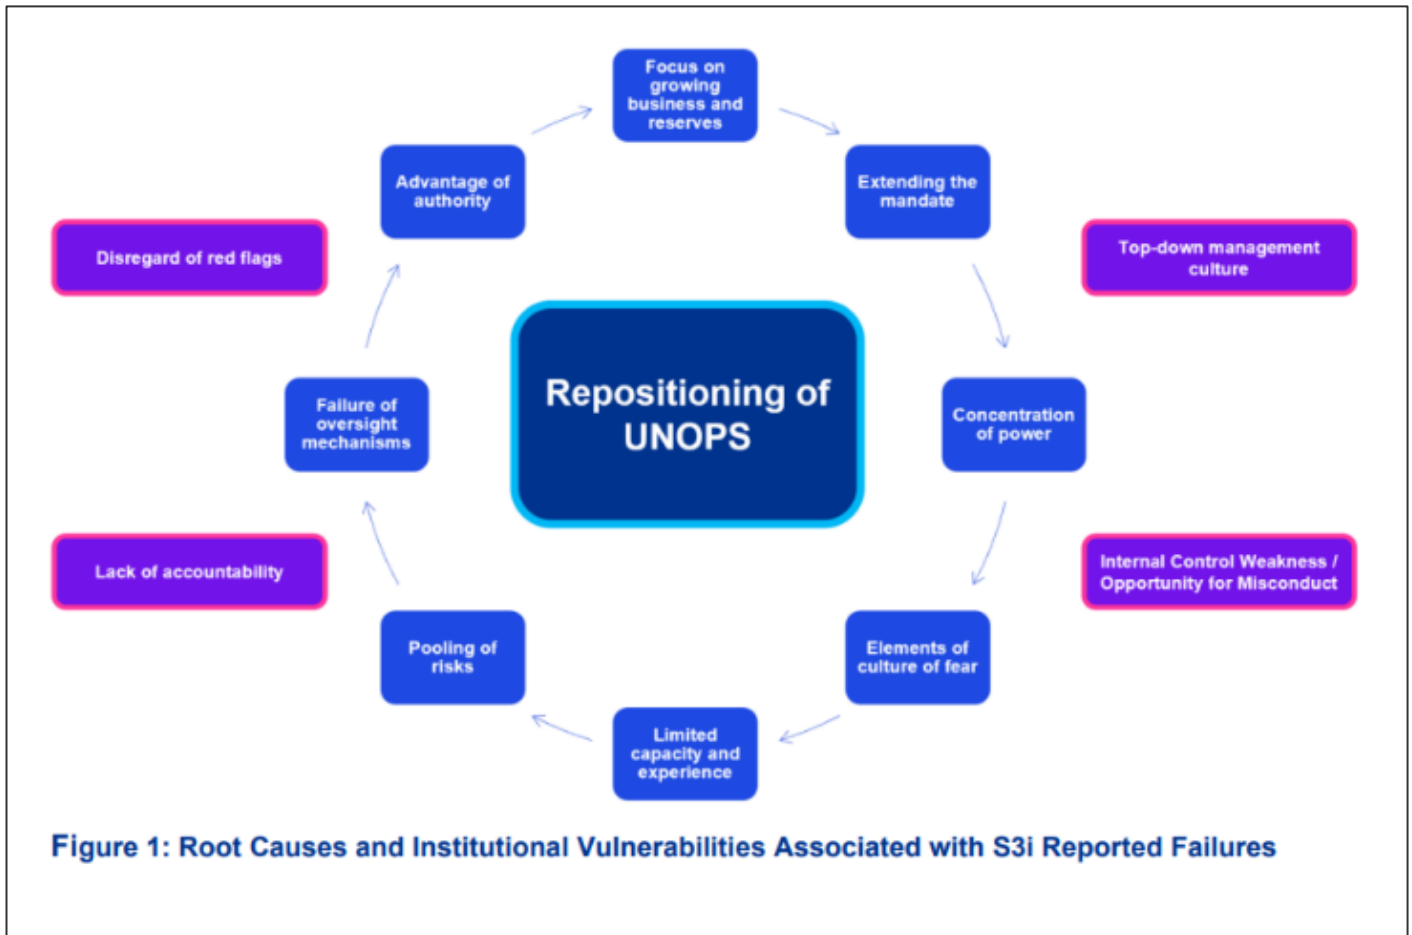 Focus on
growing
business and
reserves
Advantage of
authority
Extending the
mandate
Disregard of red flags
Top-down management
culture
Repositioning of
UNOPS
Failure of
oversight
mechanisms
Concentration
of power
Lack of accountability
Internal Control Weakness /
Opportunity for Misconduct
Pooling of
risks
Elements of
culture of fear
Limited
capacity and
experience
Figure 1: Root Causes and Institutional Vulnerabilities Associated with S3i Reported Failures